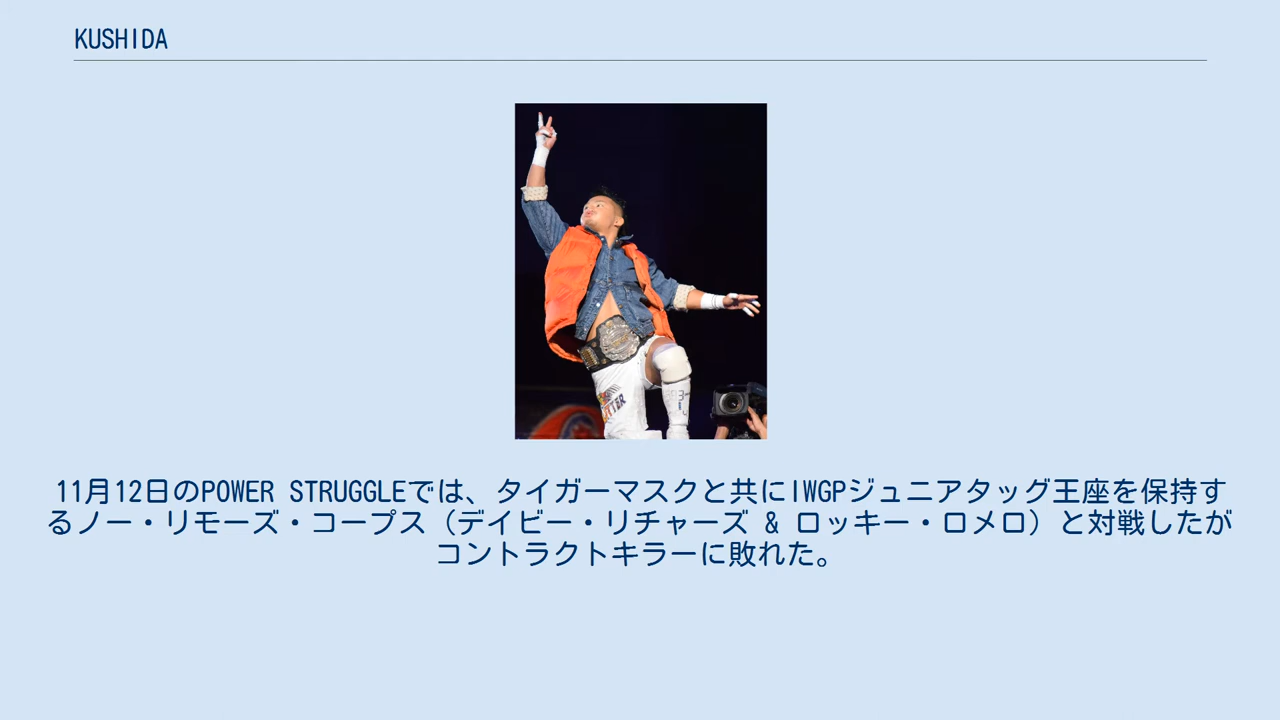 KUSHIDA
11月12日のPOWER STRUGGLEでは、タイガーマスクと共にIWGPジュニアタッグ王座を保持す
るノー・リモーズ・コープス（デイビー・リチャーズ & ロッキー・ロメロ）と対戦したが
コントラクトキラーに敗れた。